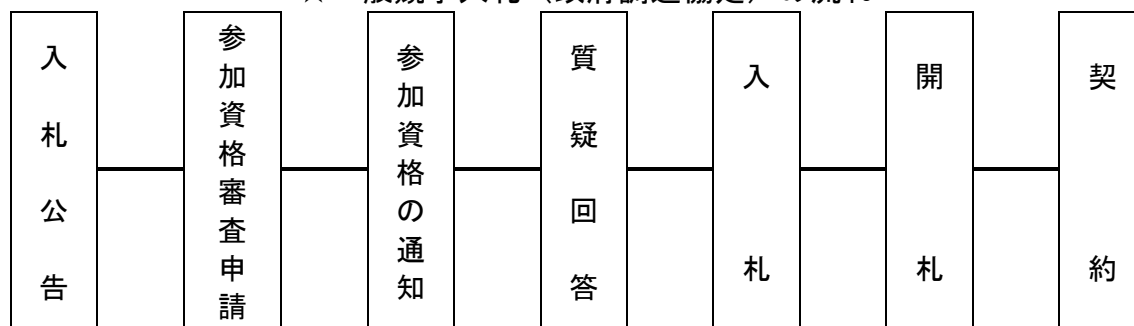 入札公告
参加資格審査申請
参加資格の通知
質疑回答
入札
開札
契約